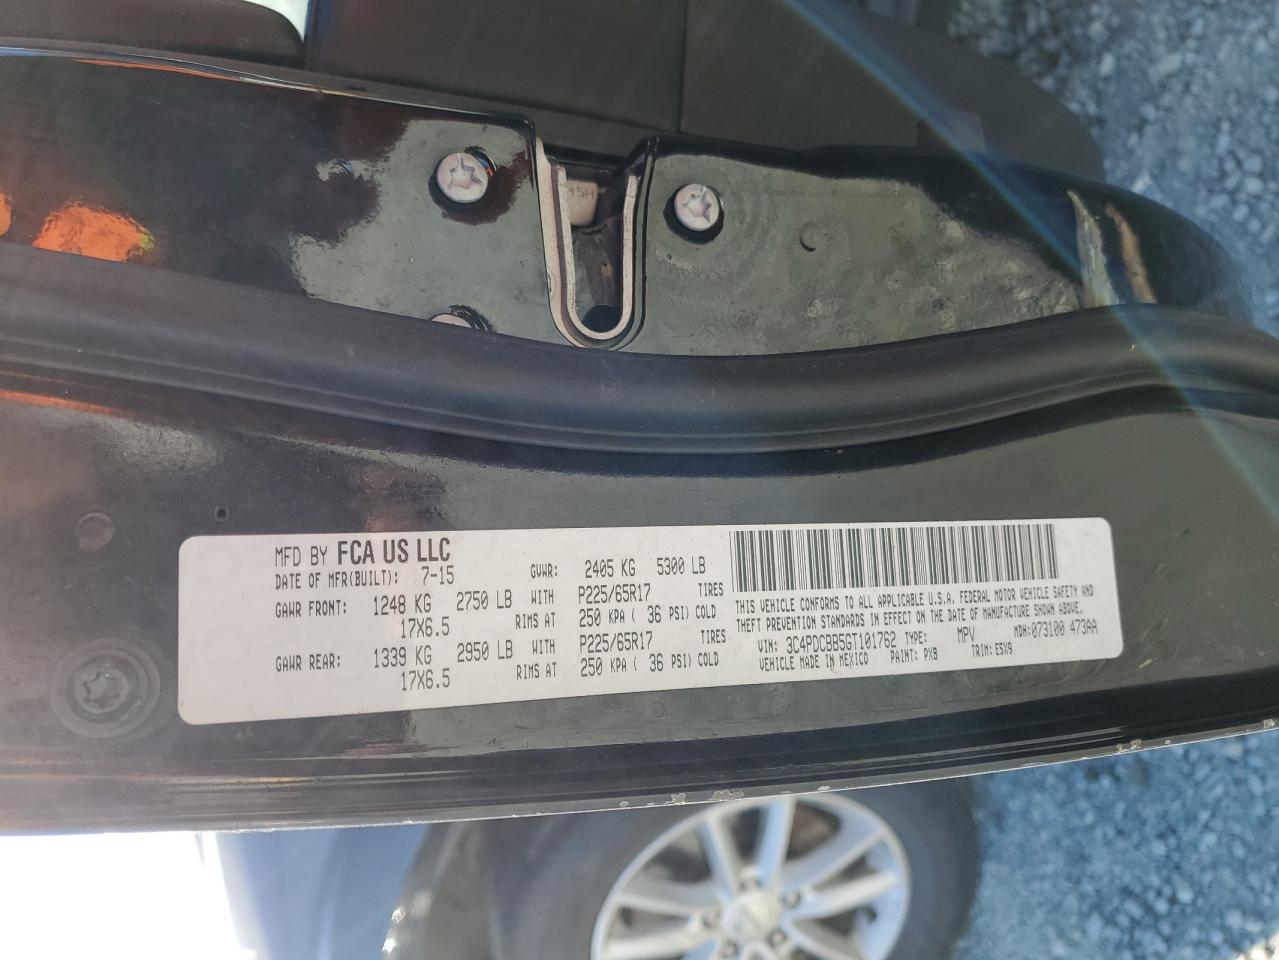 45H
MFD BY FCA US LLC
DATE OF MFR(BUILT): 7-15 GVWR: 2405 KG 5300 LB
GAWR FRONT: 1248 KG 2750 LB WITH P225/65R17 TIRES
17X6.5 RIMS AT 250 KPA ( 36 PSI) COLD
GAWR REAR: 1339 KG 2950 LB WITH P225/65R17 TIRES
17X6.5 RIMS AT 250 KPA ( 36 PSI) COLD
THIS VEHICLE CONFORMS TO ALL APPLICABLE U.S.A. FEDERAL MOTOR VEHICLE SAFETY AND
THEFT PREVENTION STANDARDS IN EFFECT ON THE DATE OF MANUFACTURE SHOWN ABOVE.
VIN: 3C4PDCBB5GT101762 TYPE: MPV MDH: 073100 473AA
VEHICLE MADE IN MEXICO PAINT: PXB TRIM: E5X9